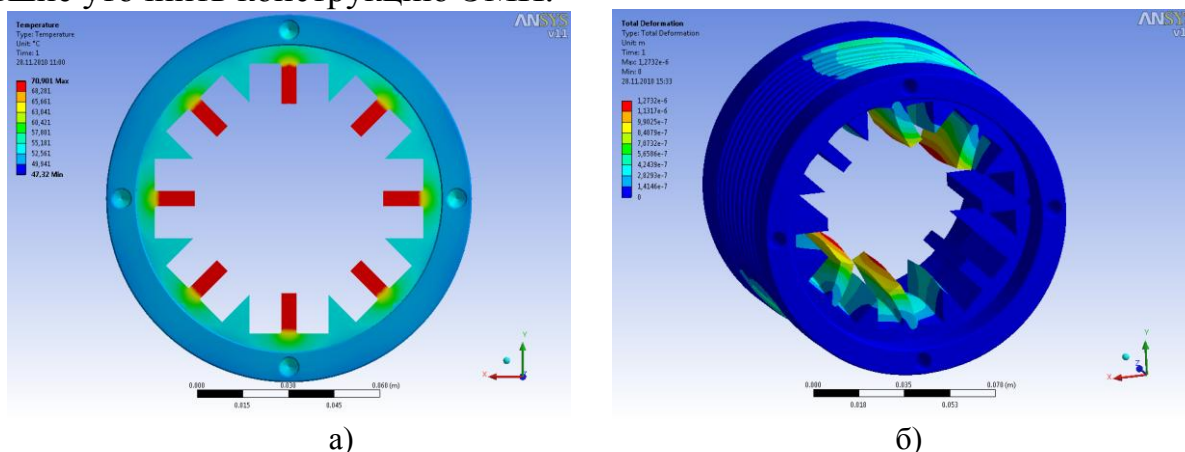 уточнить конструкцию
Temperature
Type: Temperature
Unit: °C
Time: 1
28.11.2010 11:00
70,901 Max
68,281
65,661
63,041
60,421
57,801
55,181
52,561
49,941
47,32 Min
ANSYS
v11
Y
X
Z
0.000
0.030
0.060 (m)
0.015
0.045
а)
Total Deformation
Type: Total Deformation
Unit: m
Time: 1
Max: 1,2732e-6
Min: 0
28.11.2010 15:33
1,2732e-6
1,1317e-6
9,9025e-7
8,4879e-7
7,0732e-7
5,6586e-7
4,2439e-7
2,8293e-7
1,4146e-7
0
ANSYS
Y
Z
X
0.000
0.035
0.070 (m)
0.018
0.053
б)